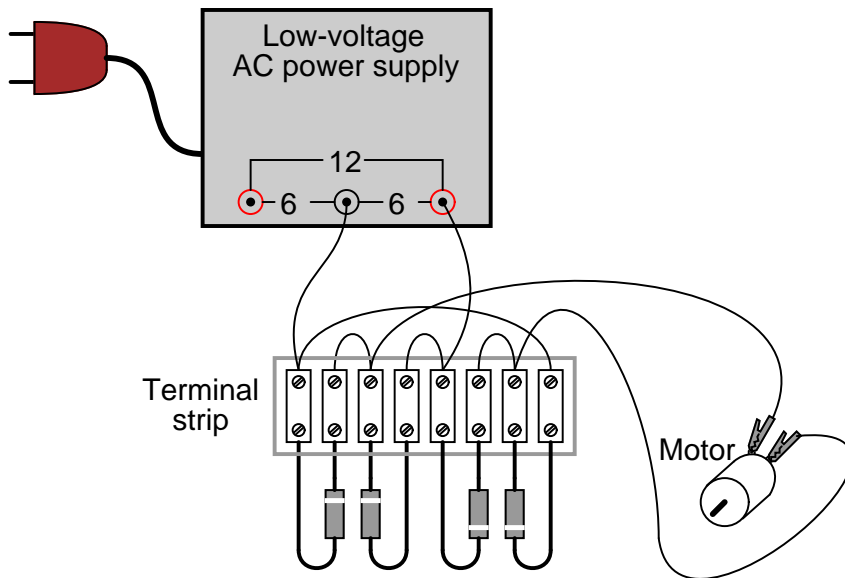 Low-voltage
AC power supply
12
6 6
Terminal
strip
Motor